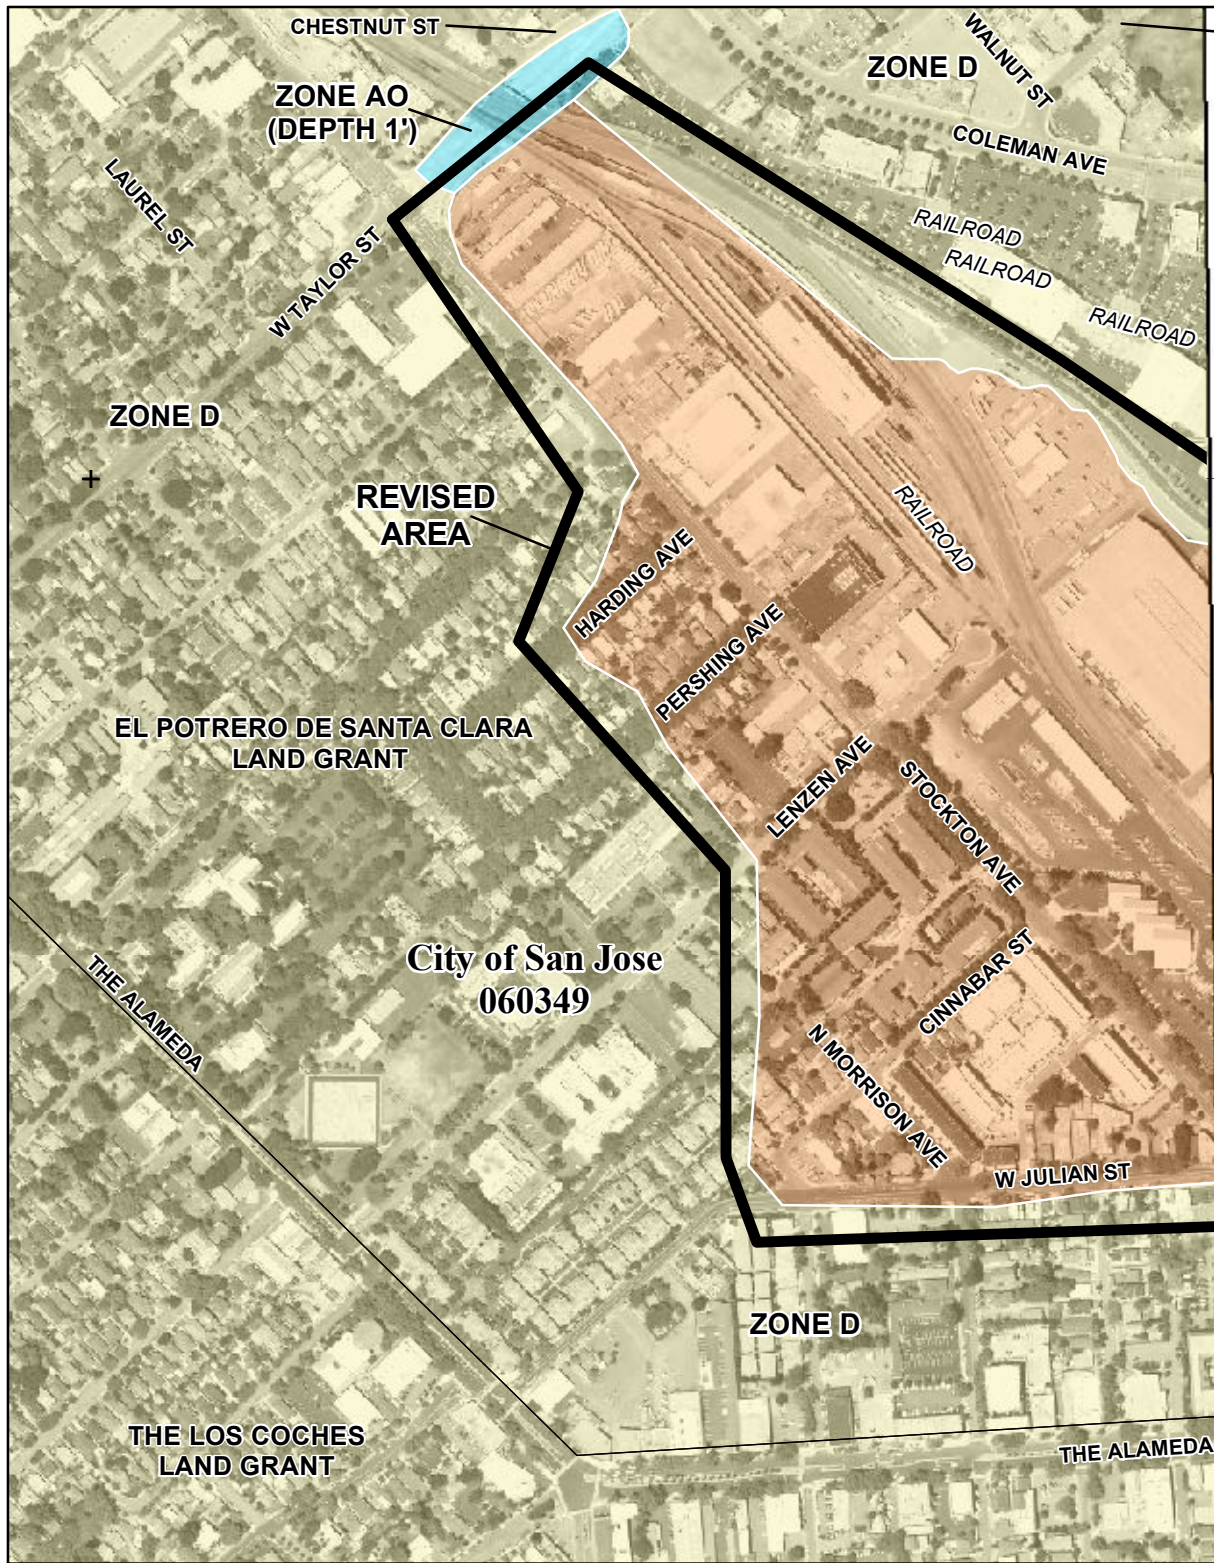 CHESTNUT ST
WALNUT ST
ZONE D
ZONE AO
(DEPTH 1')
COLEMAN AVE
LAUREL ST
RAILROAD
W TAYLOR ST
RAILROAD
RAILROAD
ZONE D
REVISED
AREA
RAILROAD
HARDING AVE
PERSHING AVE
EL POTRERO DE SANTA CLARA
LAND GRANT
LENZEN AVE
STOCKTON AVE
City of San Jose
060349
THE ALAMEDA
CINNABAR ST
N MORRISON AVE
W JULIAN ST
ZONE D
THE LOS COCHES
LAND GRANT
THE ALAMEDA